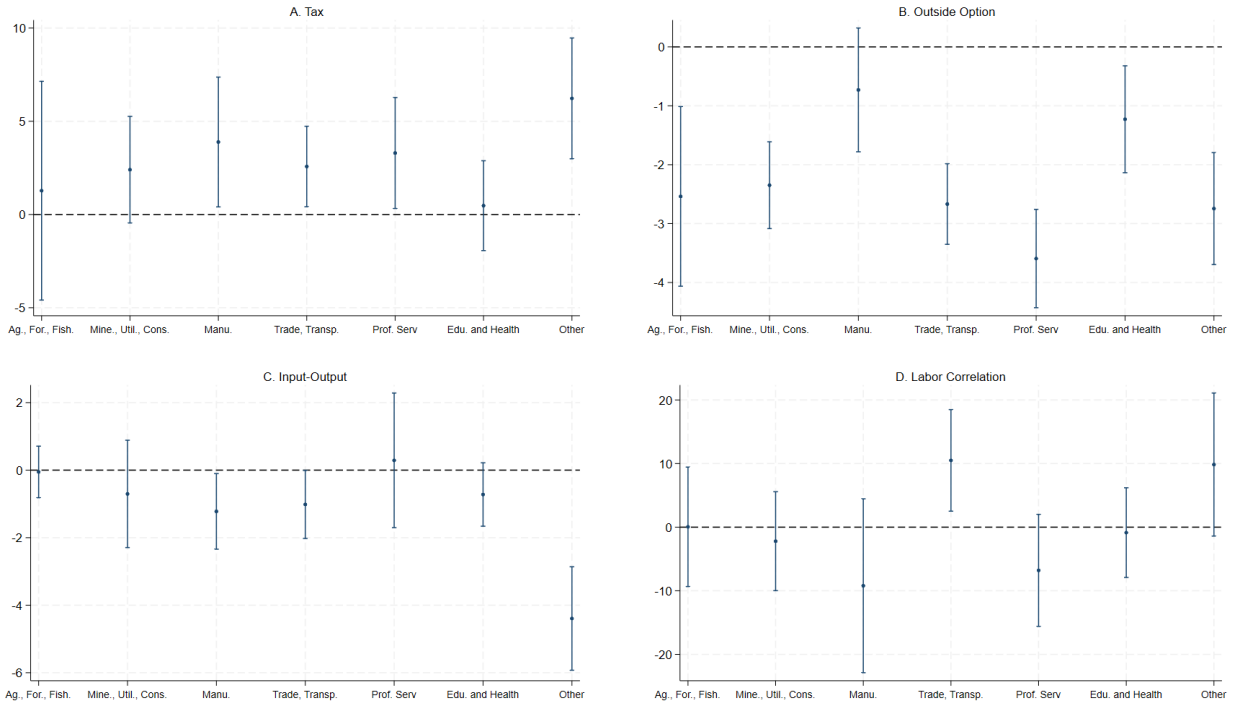 A. Tax
10
5
0
-5
Ag., For., Fish. Mine., Util., Cons. Manu. Trade, Transp. Prof. Serv Edu. and Health Other
B. Outside Option
0
-1
-2
-3
-4
Ag., For., Fish. Mine., Util., Cons. Manu. Trade, Transp. Prof. Serv Edu. and Health Other
C. Input-Output
2
0
-2
-4
-6
Ag., For., Fish. Mine., Util., Cons. Manu. Trade, Transp. Prof. Serv Edu. and Health Other
D. Labor Correlation
20
10
0
-10
-20
Ag., For., Fish. Mine., Util., Cons. Manu. Trade, Transp. Prof. Serv Edu. and Health Other